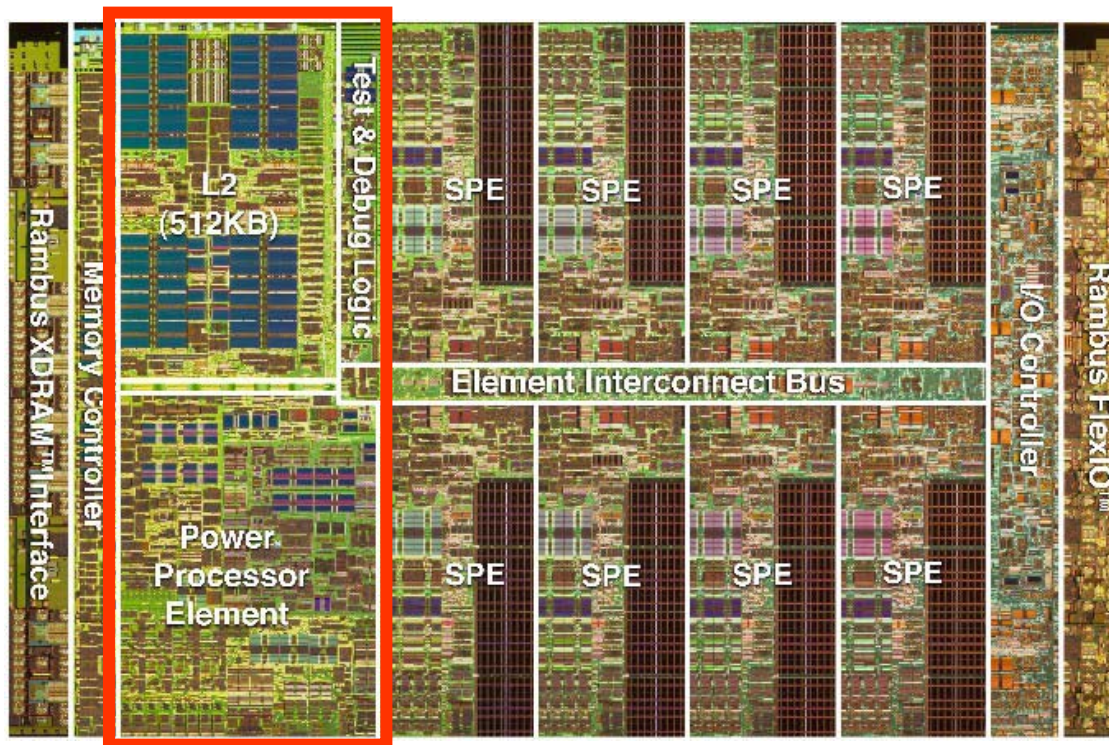 Rambus XDRAM™ Interface
Memory Controller
L2
(512KB)
Power
Processor
Element
Test & Debug Logic
SPE
SPE
SPE
SPE
Element Interconnect Bus
SPE
SPE
SPE
SPE
I/O Controller
Rambus FlexIO™